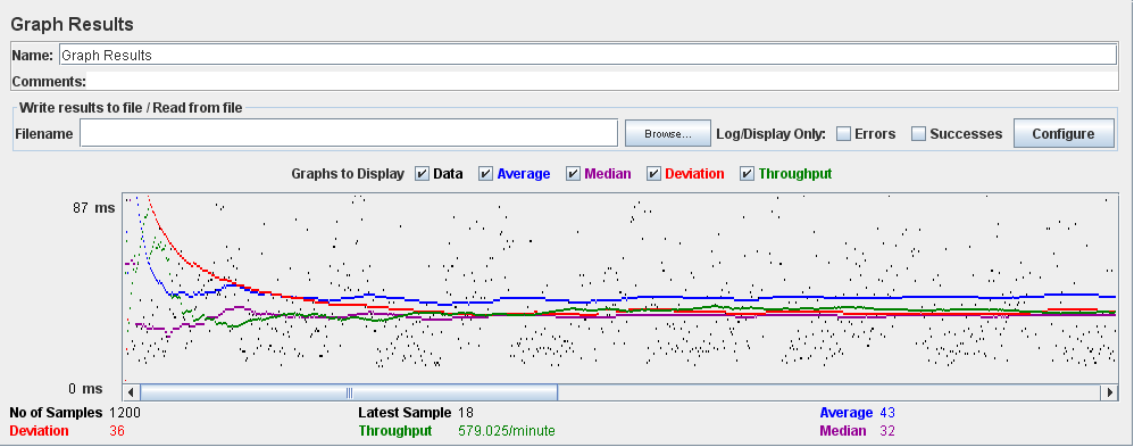 Graph Results
Name: Graph Results
Comments:
Write results to file / Read from file
Filename Browse... Log/Display Only: Errors Successes Configure
Graphs to Display Data Average Median Deviation Throughput
87 ms
0 ms
No of Samples 1200 Latest Sample 18 Average 43
Deviation 36 Throughput 579.025/minute Median 32